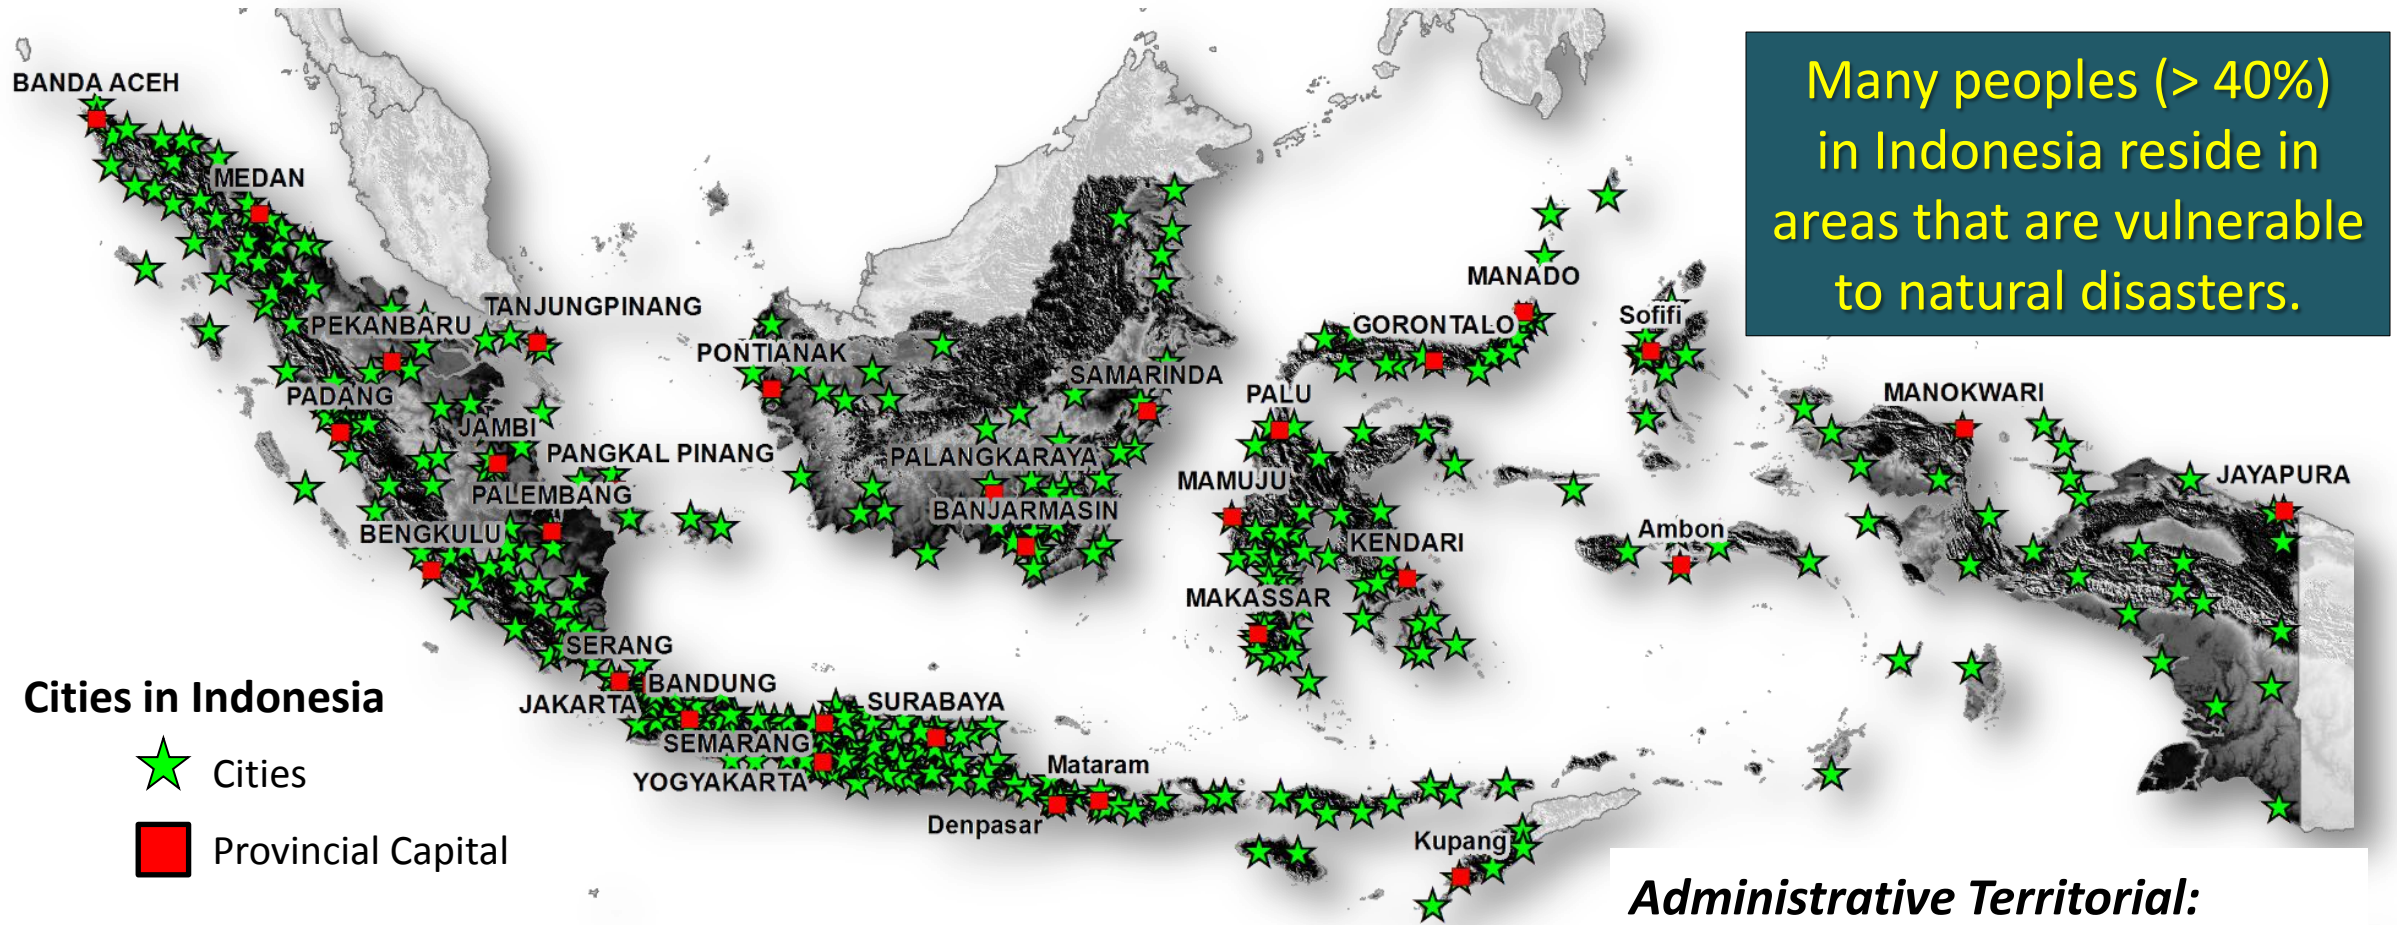 Many peoples (> 40%)
in Indonesia reside in
areas that are vulnerable
to natural disasters.
BANDA ACEH
MEDAN
TANJUNGPINANG
PEKANBARU
PADANG
JAMBI
PANGKAL PINANG
PALEMBANG
BENGKULU
SERANG
JAKARTA
BANDUNG
SEMARANG
YOGYAKARTA
SURABAYA
Denpasar
Mataram
PONTIANAK
SAMARINDA
PALANGKARAYA
BANJARMASIN
MANADO
GORONTALO
PALU
MAMUJU
KENDARI
MAKASSAR
Sofifi
Ambon
Kupang
MANOKWARI
JAYAPURA
Cities in Indonesia
Cities
Provincial Capital
Administrative Territorial: